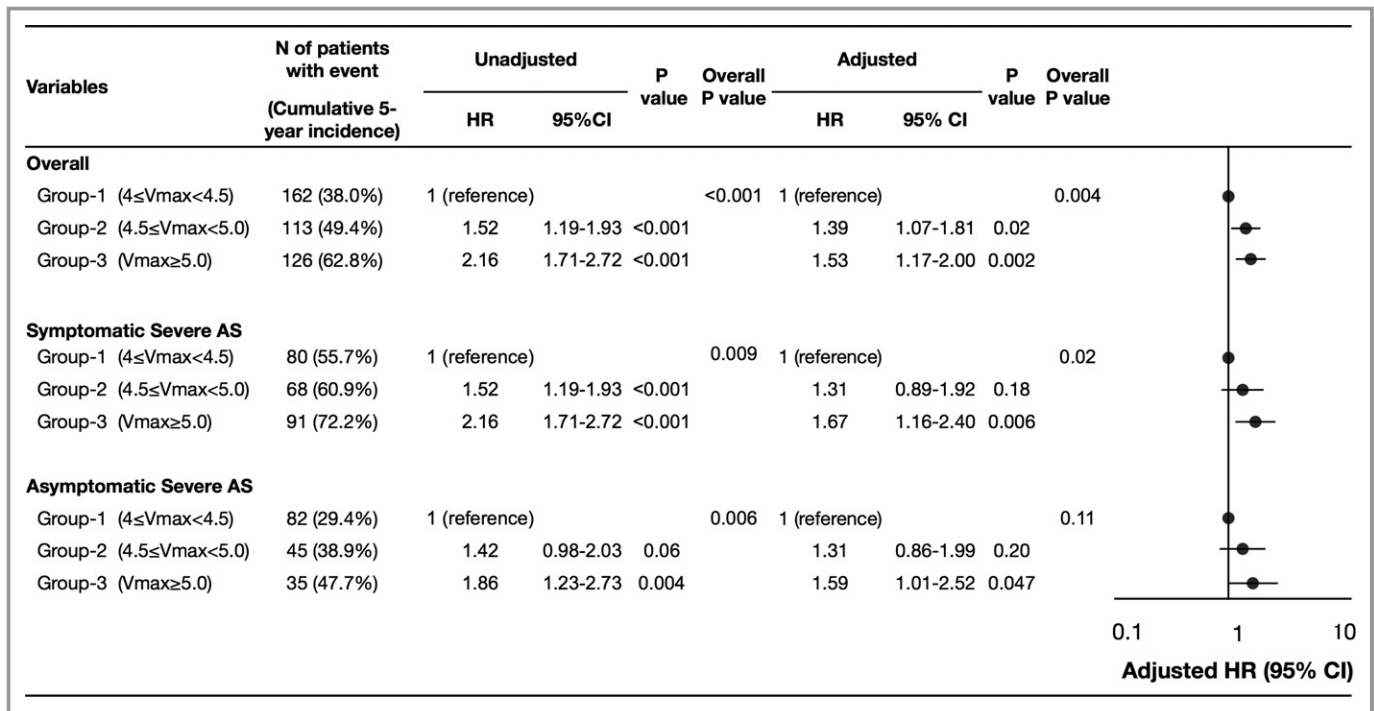 Variables N of patients with event (Cumulative 5-year incidence) Unadjusted P value Overall P value Adjusted P value Overall P value
HR 95%CI HR 95% CI
Overall
Group-1 (4≤Vmax<4.5) 162 (38.0%) 1 (reference) <0.001 1 (reference) 0.004
Group-2 (4.5≤Vmax<5.0) 113 (49.4%) 1.52 1.19-1.93 <0.001 1.39 1.07-1.81 0.02
Group-3 (Vmax≥5.0) 126 (62.8%) 2.16 1.71-2.72 <0.001 1.53 1.17-2.00 0.002
Symptomatic Severe AS
Group-1 (4≤Vmax<4.5) 80 (55.7%) 1 (reference) 0.009 1 (reference) 0.02
Group-2 (4.5≤Vmax<5.0) 68 (60.9%) 1.52 1.19-1.93 <0.001 1.31 0.89-1.92 0.18
Group-3 (Vmax≥5.0) 91 (72.2%) 2.16 1.71-2.72 <0.001 1.67 1.16-2.40 0.006
Asymptomatic Severe AS
Group-1 (4≤Vmax<4.5) 82 (29.4%) 1 (reference) 0.006 1 (reference) 0.11
Group-2 (4.5≤Vmax<5.0) 45 (38.9%) 1.42 0.98-2.03 0.06 1.31 0.86-1.99 0.20
Group-3 (Vmax≥5.0) 35 (47.7%) 1.86 1.23-2.73 0.004 1.59 1.01-2.52 0.047
0.1 1 10
Adjusted HR (95% CI)